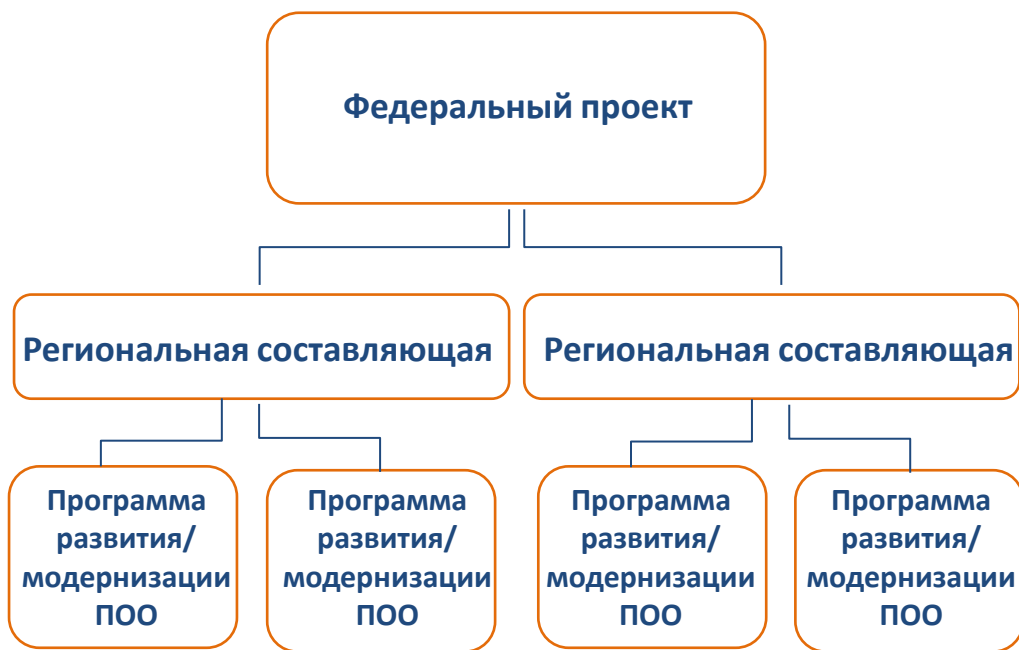 Федеральный проект
Региональная составляющая
Региональная составляющая
Программа
развития/
модернизации
ПОО
Программа
развития/
модернизации
ПОО
Программа
развития/
модернизации
ПОО
Программа
развития/
модернизации
ПОО